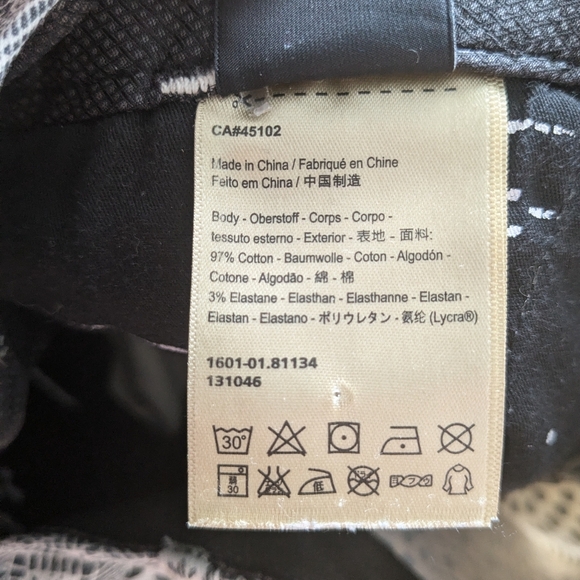 CA#45102
Made in China / Fabriqué en Chine
Feito em China / 中国制造
Body - Oberstoff - Corps - Corpo -
tessuto esterno - Exterior - 表地 - 面料:
97% Cotton - Baumwolle - Coton - Algodón -
Cotone - Algodão - 綿 - 棉
3% Elastane - Elasthan - Elasthanne - Elastan -
Elastan - Elastano - ポリウレタン - 氨纶 (Lycra®)
1601-01.81134
131046
30°
弱 30 低